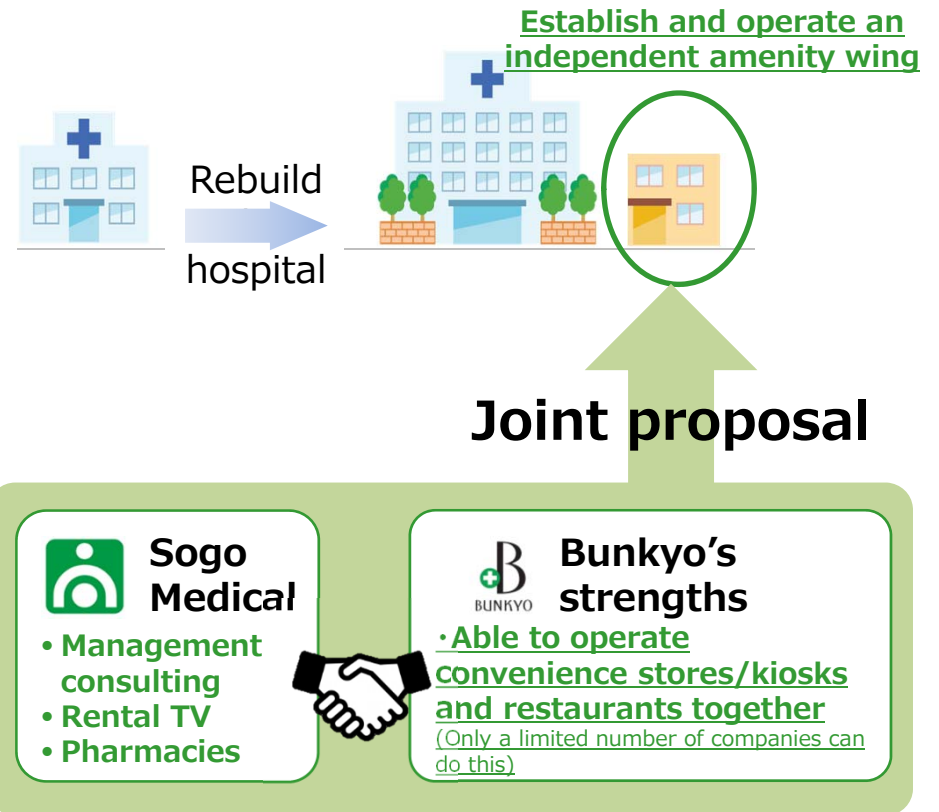 Establish and operate an
independent amenity wing
Rebuild
hospital
Joint proposal
Sogo
Medical
• Management
consulting
• Rental TV
• Pharmacies
B
BUNKYO
Bunkyo’s
strengths
・Able to operate
convenience stores/kiosks
and restaurants together
(Only a limited number of companies can
do this)